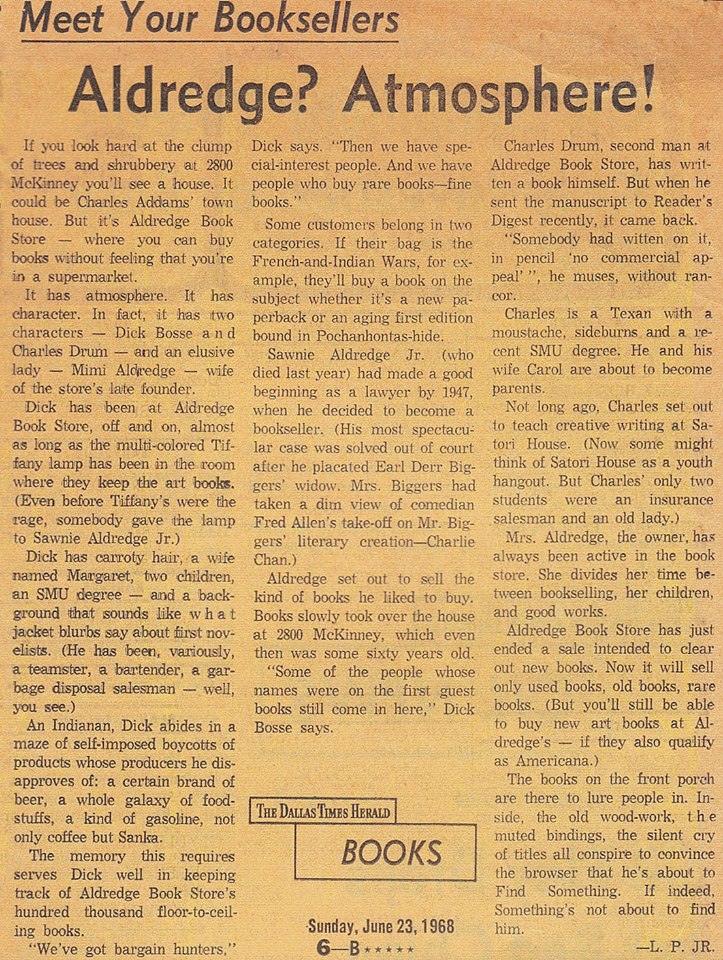 Meet Your Booksellers
Aldredge? Atmosphere!
If you look hard at the clump
of trees and shrubbery at 2800
McKinney you'll see a house. It
could be Charles Addams' town
house. But it's Aldredge Book
Store — where you can buy
books without feeling that you're
in a supermarket.
It has atmosphere. It has
character. In fact, it has two
characters — Dick Bosse and
Charles Drum — and an elusive
lady — Mimi Aldredge — wife
of the store's late founder.
Dick has been at Aldredge
Book Store, off and on, almost
as long as the multi-colored Tif-
fany lamp has been in the room
where they keep the art books.
(Even before Tiffany's were the
rage, somebody gave the lamp
to Sawnie Aldredge Jr.)
Dick has carroty hair, a wife
named Margaret, two children,
an SMU degree — and a back-
ground that sounds like what
jacket blurbs say about first nov-
elists. (He has been, variously,
a teamster, a bartender, a gar-
bage disposal salesman — well,
you see.)
An Indianan, Dick abides in a
maze of self-imposed boycotts of
products whose producers he dis-
approves of: a certain brand of
beer, a whole galaxy of food-
stuffs, a kind of gasoline, not
only coffee but Sanka.
The memory this requires
serves Dick well in keeping
track of Aldredge Book Store's
hundred thousand floor-to-ceil-
ing books.
"We've got bargain hunters,"
Dick says. "Then we have spe-
cial-interest people. And we have
people who buy rare books—fine
books."
Some customers belong in two
categories. If their bag is the
French-and-Indian Wars, for ex-
ample, they'll buy a book on the
subject whether it's a new pa-
perback or an aging first edition
bound in Pochanhontas-hide.
Sawnie Aldredge Jr. (who
died last year) had made a good
beginning as a lawyer by 1947,
when he decided to become a
bookseller. (His most spectacu-
lar case was solved out of court
after he placated Earl Derr Big-
gers' widow. Mrs. Biggers had
taken a dim view of comedian
Fred Allen's take-off on Mr. Big-
gers' literary creation—Charlie
Chan.)
Aldredge set out to sell the
kind of books he liked to buy.
Books slowly took over the house
at 2800 McKinney, which even
then was some sixty years old.
"Some of the people whose
names were on the first guest
books still come in here," Dick
Bosse says.
THE DALLAS TIMES HERALD
BOOKS
Sunday, June 23, 1968
6—B ★★★★★
Charles Drum, second man at
Aldredge Book Store, has writ-
ten a book himself. But when he
sent the manuscript to Reader's
Digest recently, it came back.
"Somebody had witten on it,
in pencil 'no commercial ap-
peal' ", he muses, without ran-
cor.
Charles is a Texan with a
moustache, sideburns and a re-
cent SMU degree. He and his
wife Carol are about to become
parents.
Not long ago, Charles set out
to teach creative writing at Sa-
tori House. (Now some might
think of Satori House as a youth
hangout. But Charles' only two
students were an insurance
salesman and an old lady.)
Mrs. Aldredge, the owner, has
always been active in the book
store. She divides her time be-
tween bookselling, her children,
and good works.
Aldredge Book Store has just
ended a sale intended to clear
out new books. Now it will sell
only used books, old books, rare
books. (But you'll still be able
to buy new art books at Al-
dredge's — if they also qualify
as Americana.)
The books on the front porch
are there to lure people in. In-
side, the old wood-work, the
muted bindings, the silent cry
of titles all conspire to convince
the browser that he's about to
Find Something. If indeed,
Something's not about to find
him.
—L. P. JR.